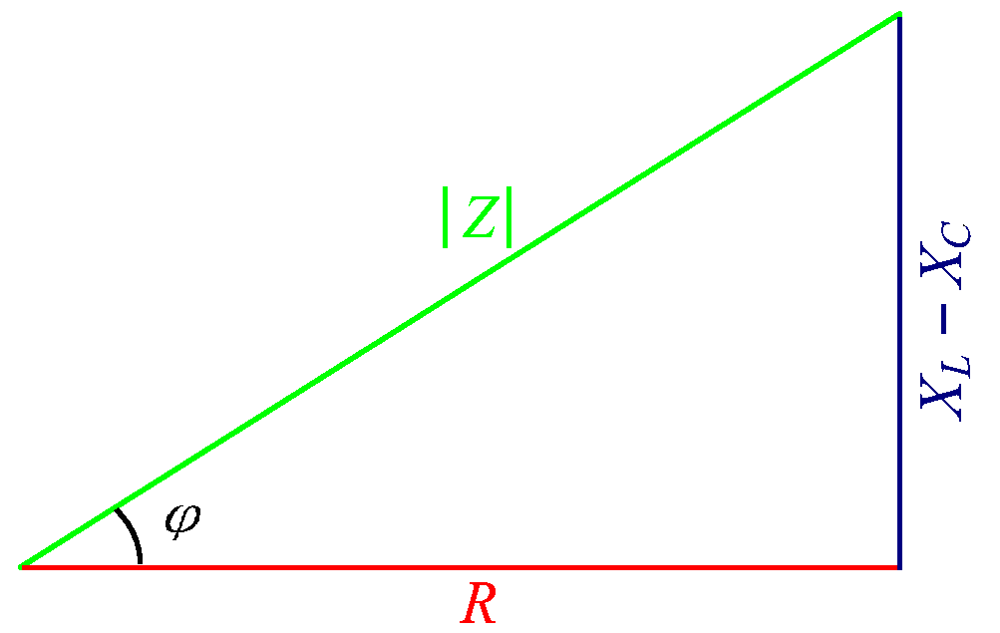 |Z|
X_L − X_C
φ
R